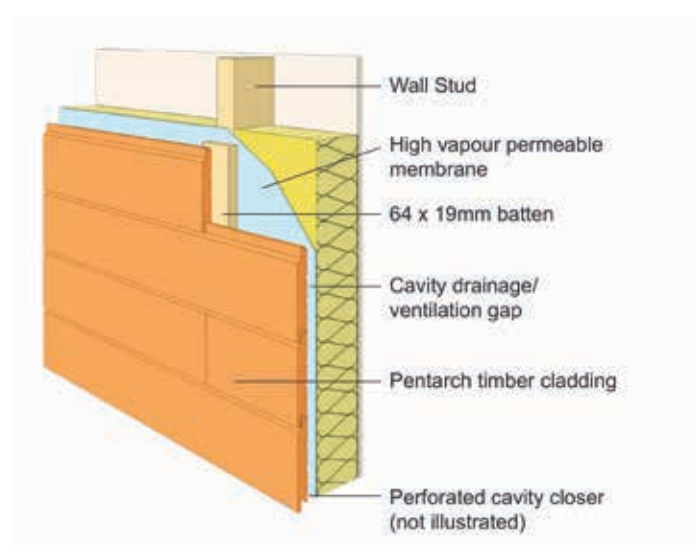 Wall Stud
High vapour permeable
membrane
64 x 19mm batten
Cavity drainage/
ventilation gap
Pentarch timber cladding
Perforated cavity closer
(not illustrated)